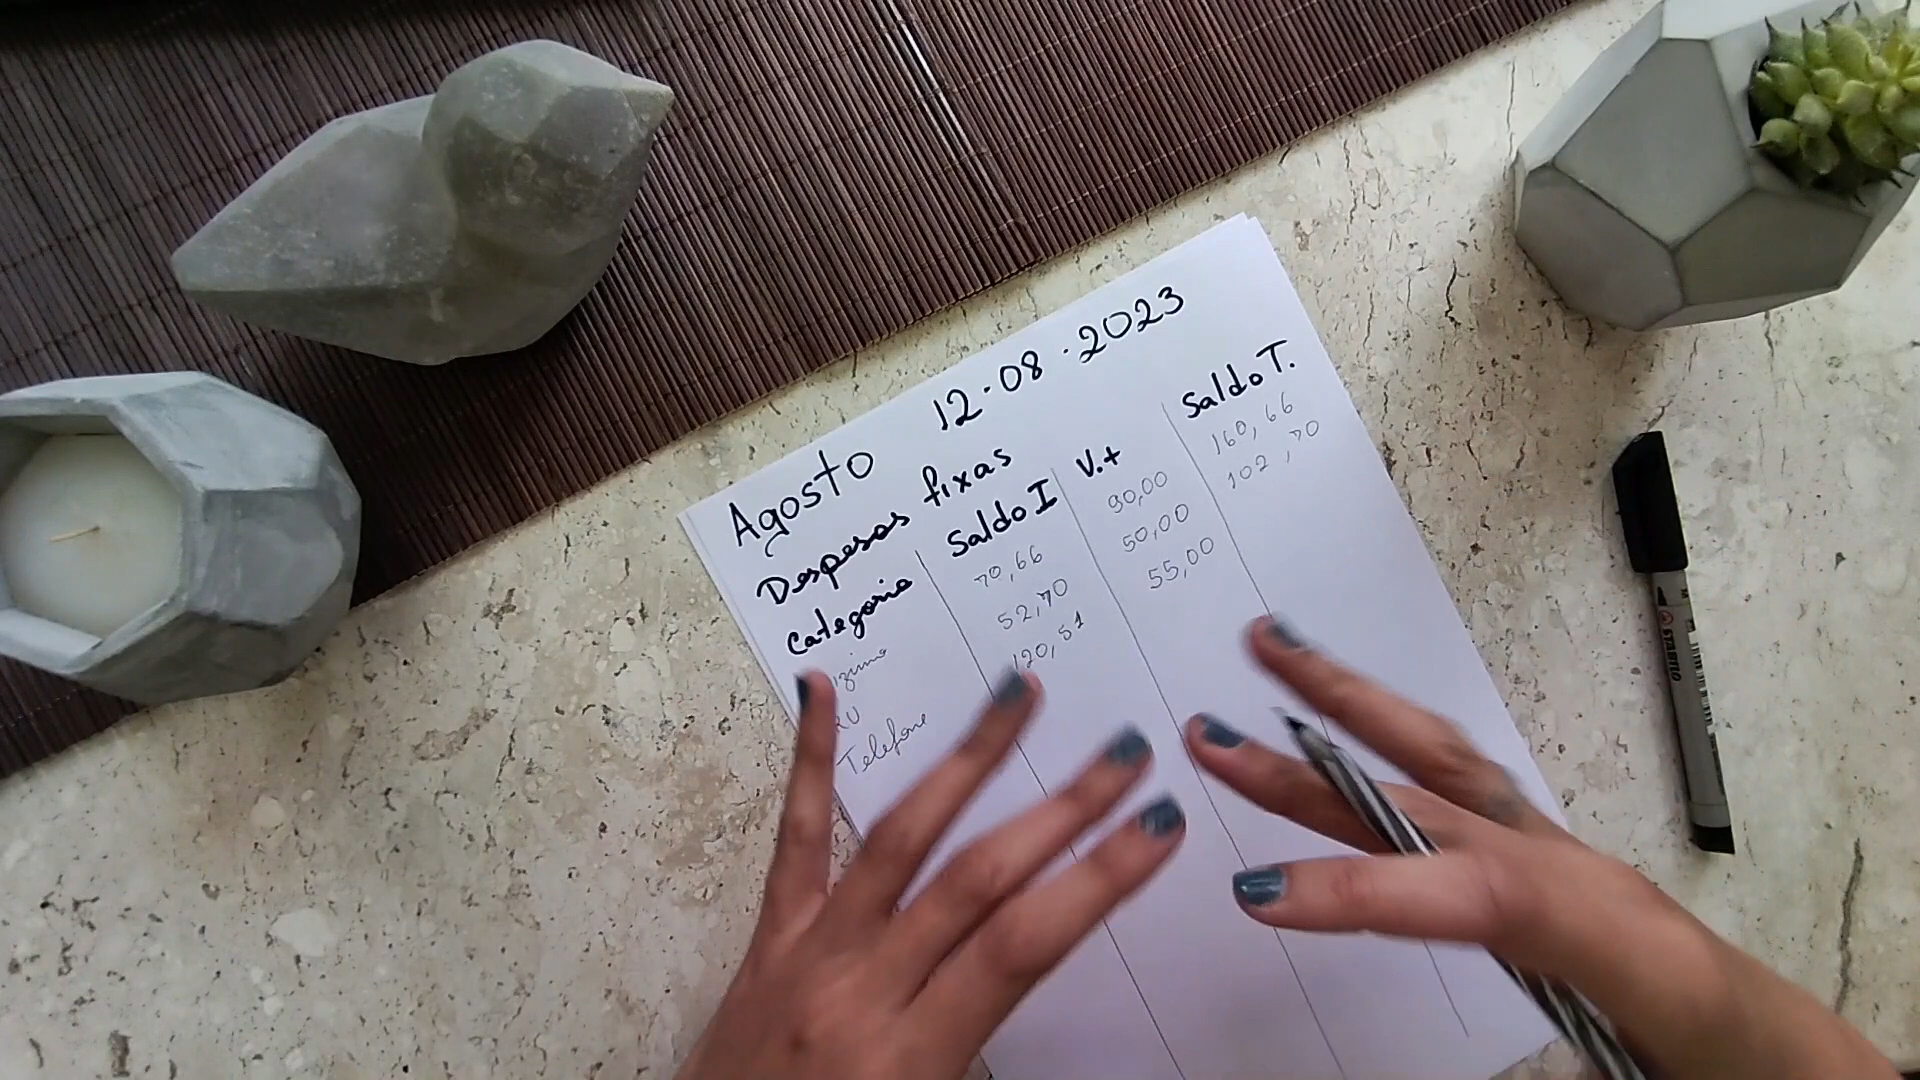 Agosto 12.08.2023
Despesas fixas
Categoria Saldo I V.+ Saldo T.
70,66 90,00 160,66
52,70 50,00 102,70
Telefone 120,51 55,00
STABILO